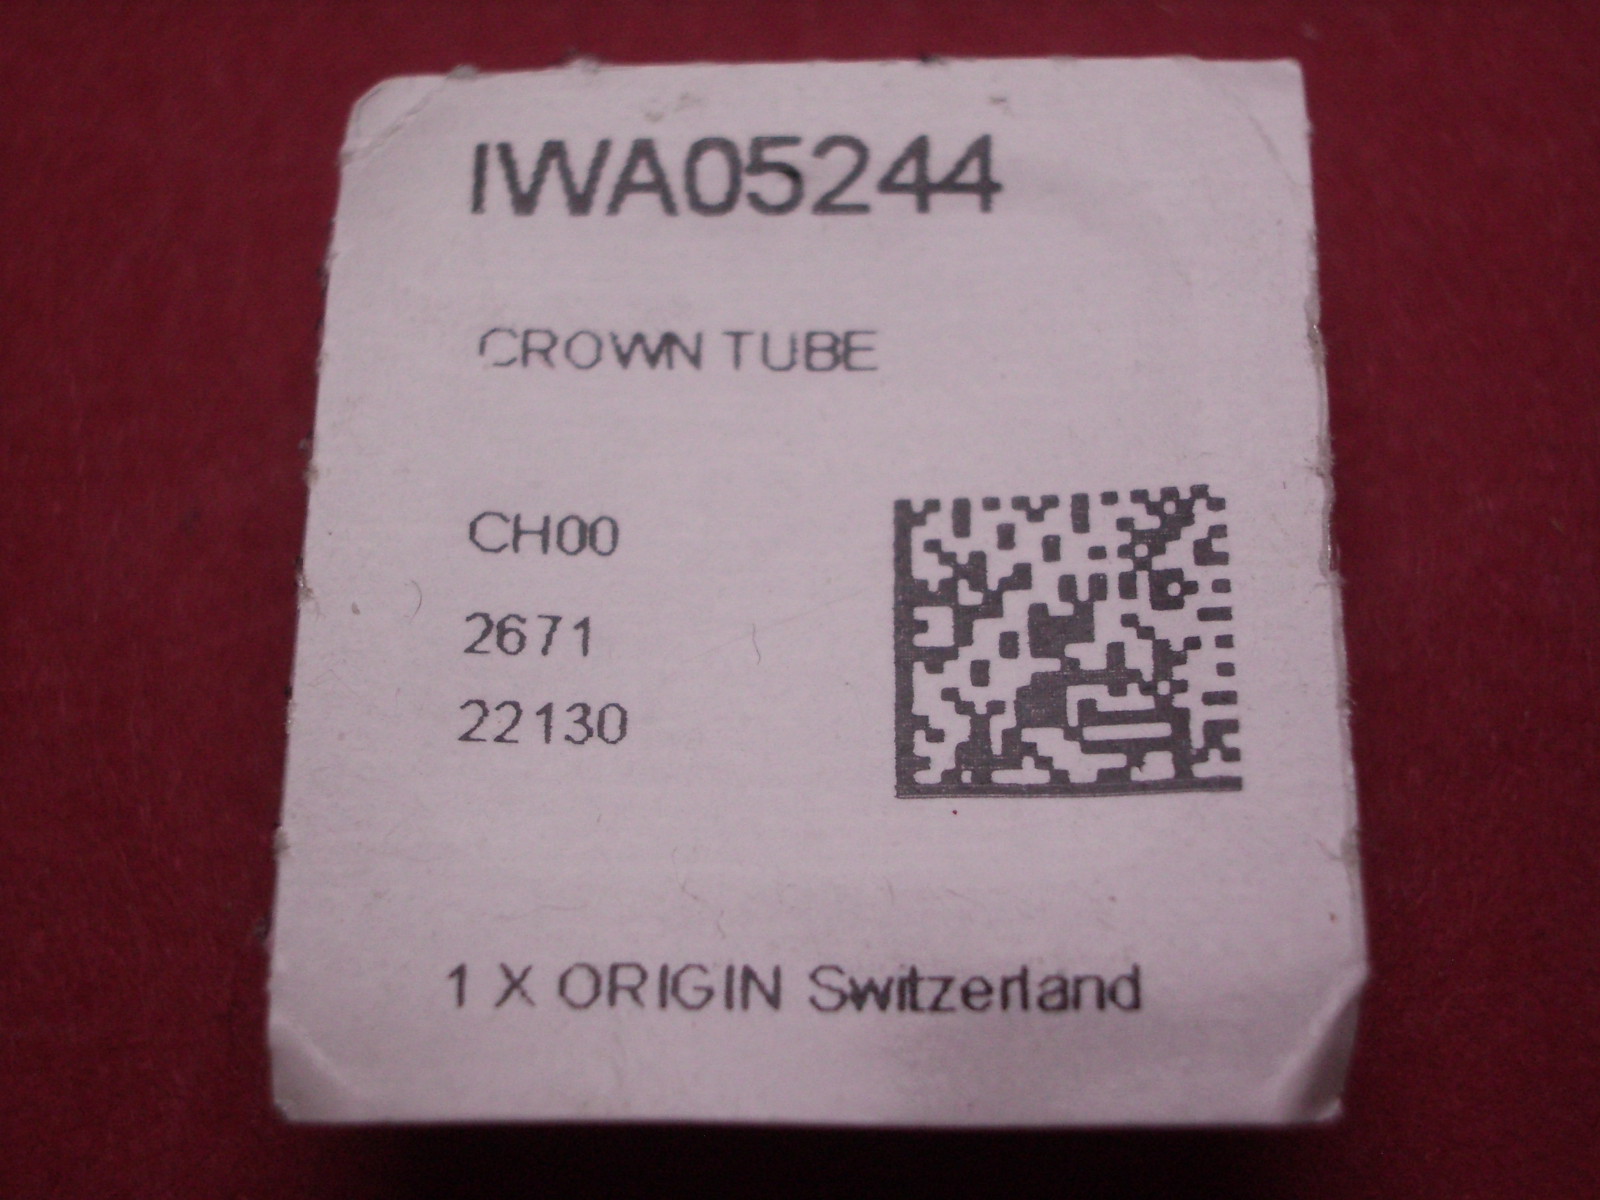 IWA05244
CROWN TUBE
CH00
2671
22130
1 X ORIGIN Switzerland